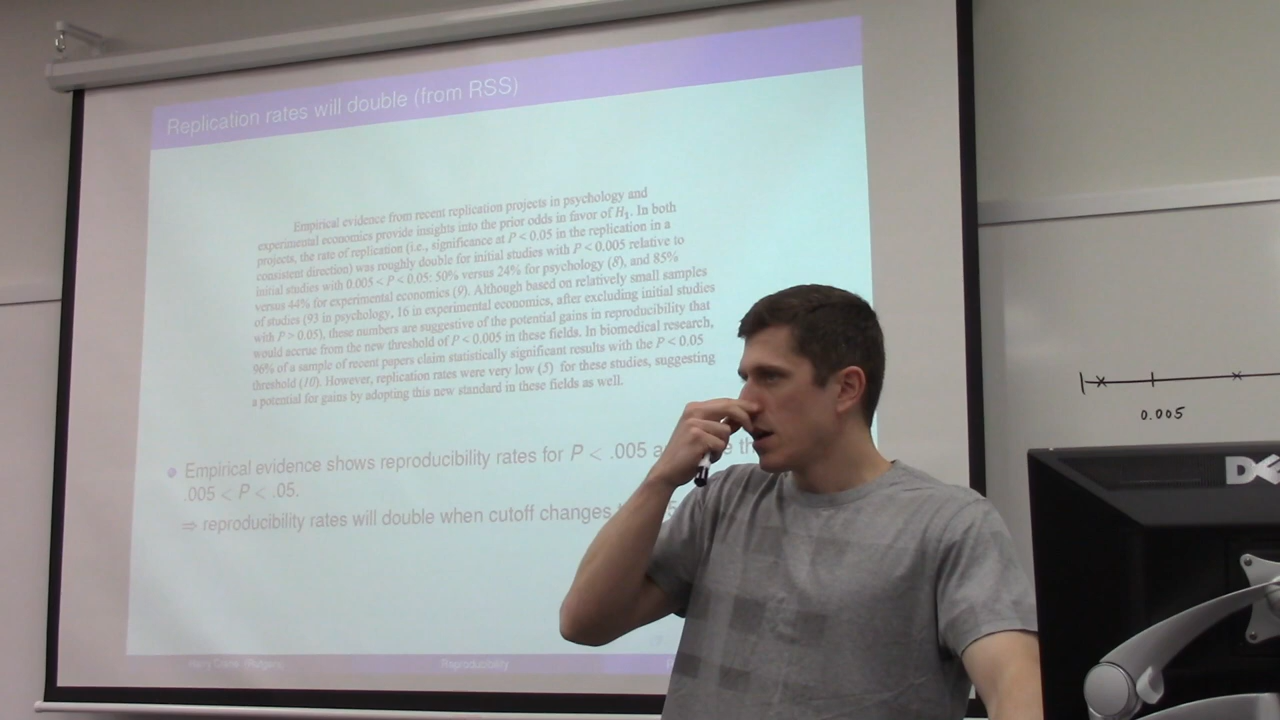 Replication rates will double (from RSS)
Empirical evidence from recent replication projects in psychology and
experimental economics provide insights into the prior odds in favor of H₁. In both
projects, the rate of replication (i.e., significance at P < 0.05 in the replication in a
consistent direction) was roughly double for initial studies with P < 0.005 relative to
initial studies with 0.005 < P < 0.05: 50% versus 24% for psychology (8), and 85%
versus 44% for experimental economics (9). Although based on relatively small samples
of studies (93 in psychology, 16 in experimental economics, after excluding initial studies
with P > 0.05), these numbers are suggestive of the potential gains in reproducibility that
would accrue from the new threshold of P < 0.005 in these fields. In biomedical research,
96% of a sample of recent papers claim statistically significant results with the P < 0.05
threshold (10). However, replication rates were very low (5) for these studies, suggesting
a potential for gains by adopting this new standard in these fields as well.
Empirical evidence shows reproducibility rates for P < .005
.005 < P < .05.
⇒ reproducibility rates will double when cutoff changes
Harry Crane (Rutgers) Reproducibility
0.005
DE